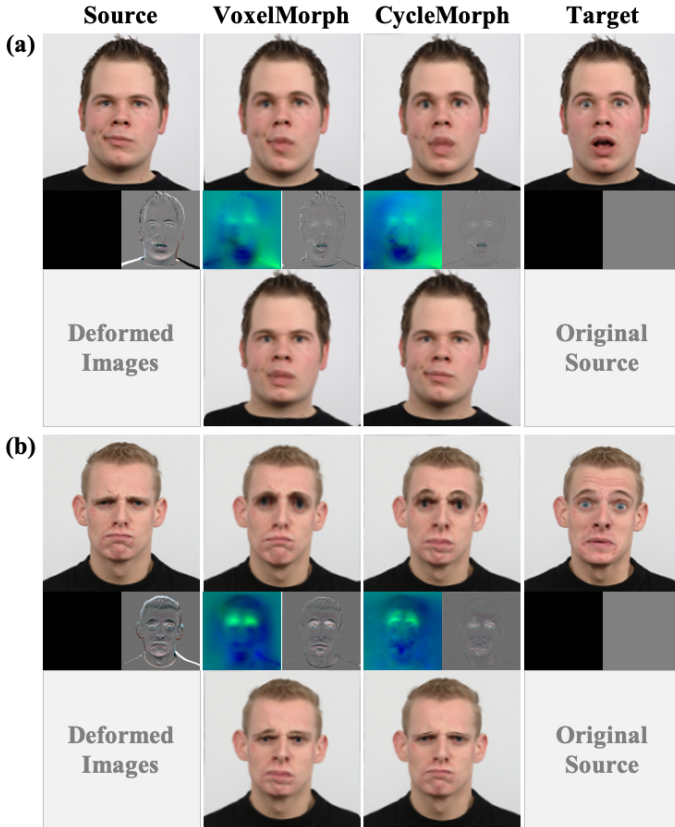 Source VoxelMorph CycleMorph Target
(a)
Deformed
Images
Original
Source
(b)
Deformed
Images
Original
Source